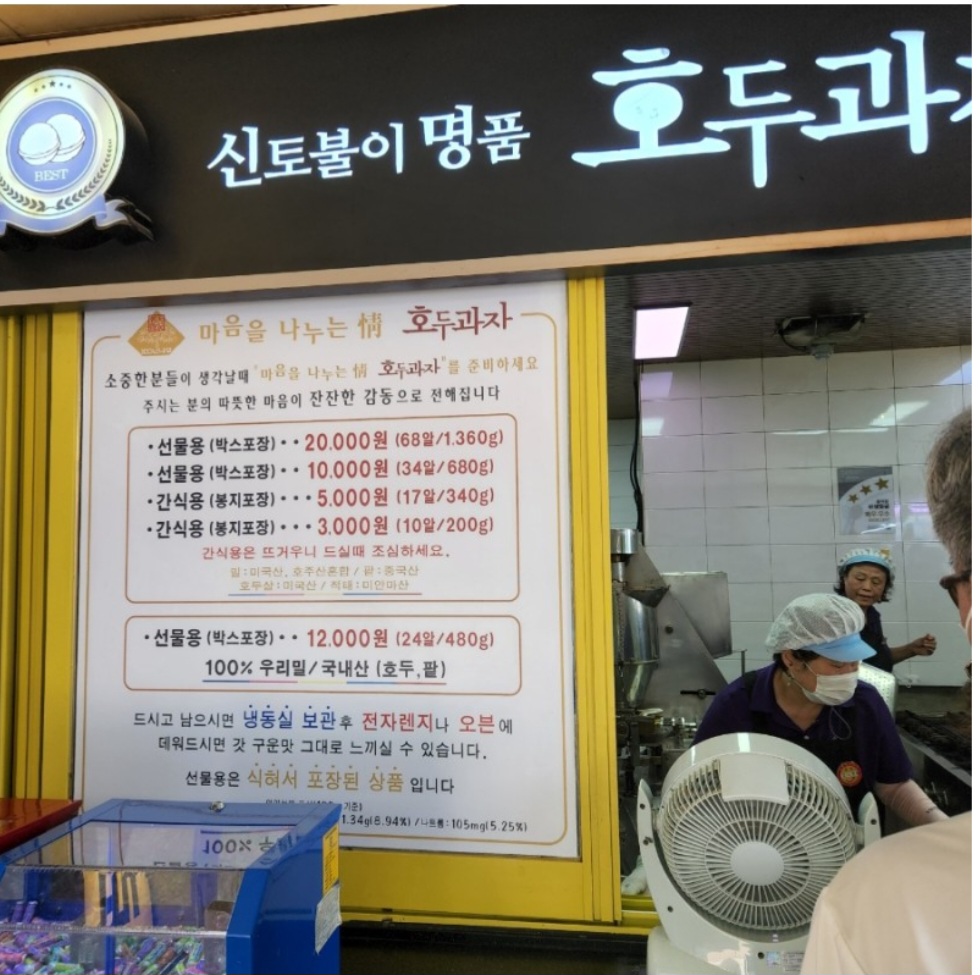 BEST
신토불이 명품 호두과자
마음을 나누는 情 호두과자
소중한분들이 생각날때 "마음을 나누는 情 호두과자"를 준비하세요
주시는 분의 따뜻한 마음이 잔잔한 감동으로 전해집니다
·선물용 (박스포장)·· 20.000원 (68알/1.360g)
·선물용 (박스포장)·· 10.000원 (34알/680g)
·간식용 (봉지포장)··· 5.000원 (17알/340g)
·간식용 (봉지포장)··· 3.000원 (10알/200g)
간식용은 뜨거우니 드실때 조심하세요.
밀:미국산, 호주산혼합 / 팥:중국산
호두살:미국산 / 적태:미얀마산
·선물용 (박스포장)·· 12.000원 (24알/480g)
100% 우리밀/국내산 (호두,팥)
드시고 남으시면 냉동실 보관후 전자렌지나 오븐에
데워드시면 갓 구운맛 그대로 느끼실 수 있습니다.
선물용은 식혀서 포장된 상품 입니다
기준)
1.34g(8.94%) /나트륨:105mg(5.25%)